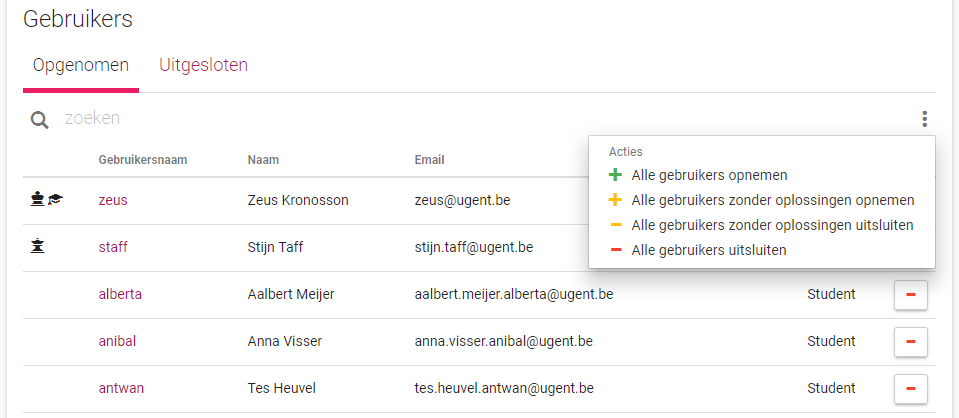 Gebruikers
Opgenomen Uitgesloten
zoeken
Acties
Alle gebruikers opnemen
Alle gebruikers zonder oplossingen opnemen
Alle gebruikers zonder oplossingen uitsluiten
Alle gebruikers uitsluiten
Gebruikersnaam Naam Email
zeus Zeus Kronosson zeus@ugent.be
staff Stijn Taff stijn.taff@ugent.be
alberta Aalbert Meijer aalbert.meijer.alberta@ugent.be Student
anibal Anna Visser anna.visser.anibal@ugent.be Student
antwan Tes Heuvel tes.heuvel.antwan@ugent.be Student